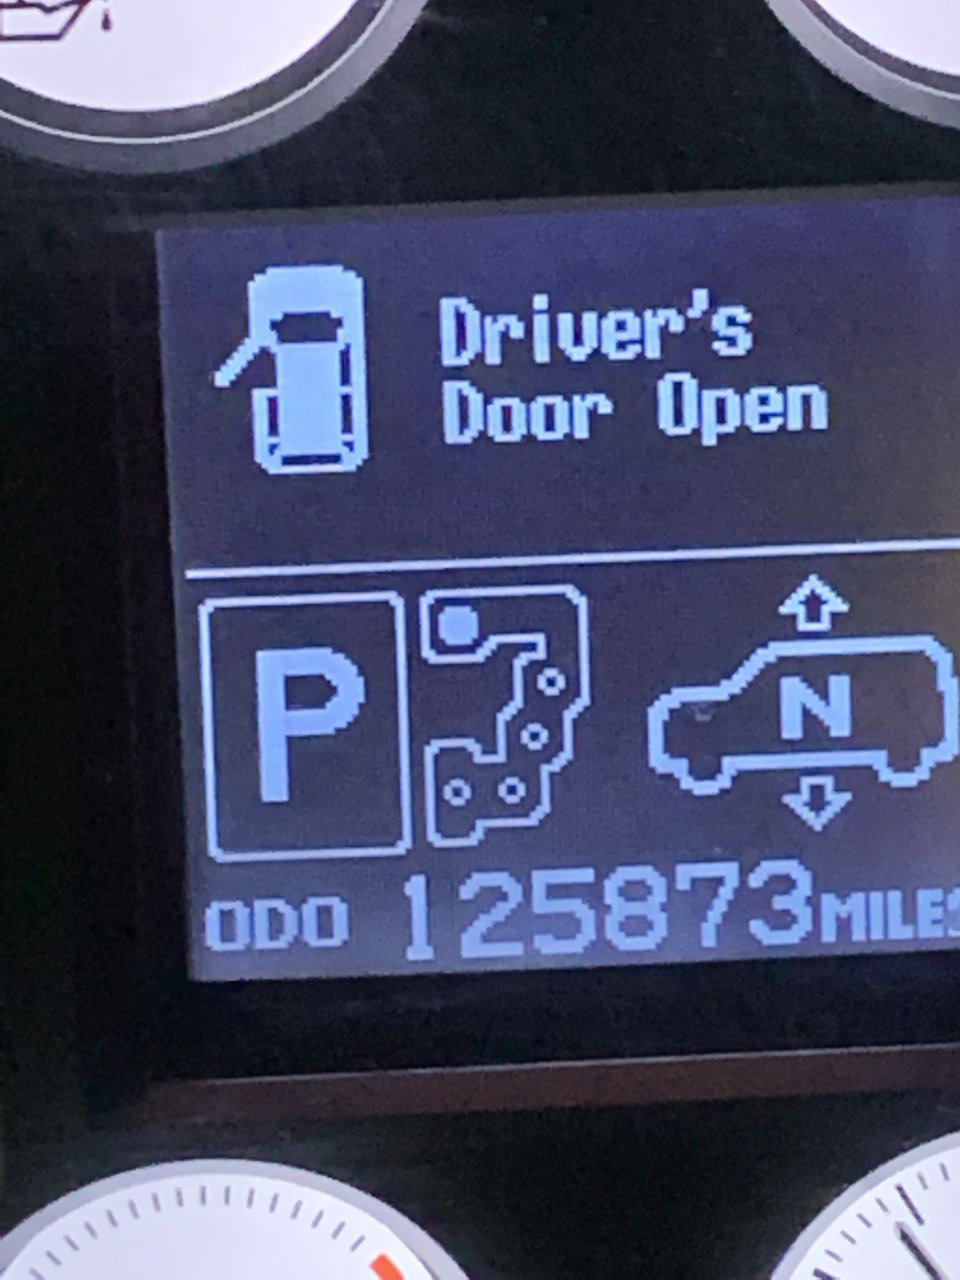 Driver's
Door Open
P
N
ODO 125873 MILES